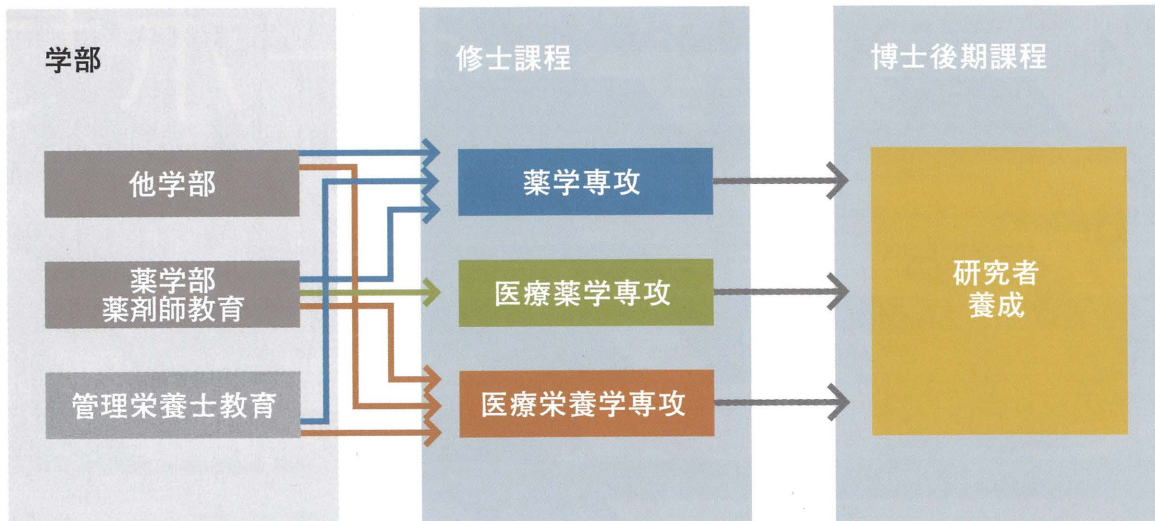 学部
修士課程
博士後期課程
他学部
薬学部
薬剤師教育
管理栄養士教育
薬学専攻
医療薬学専攻
医療栄養学専攻
研究者
養成